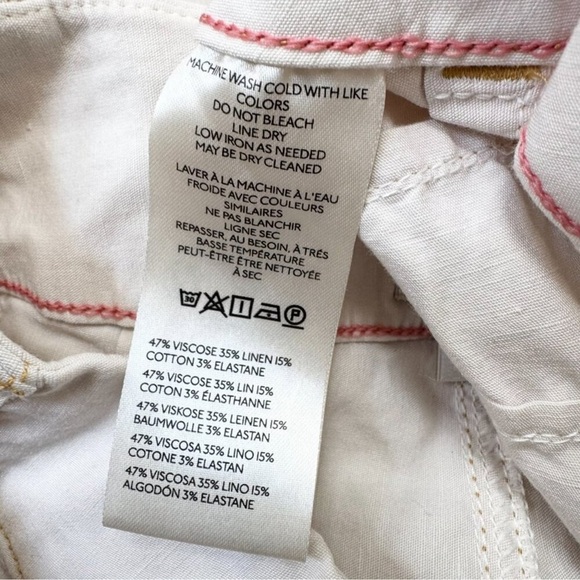 MACHINE WASH COLD WITH LIKE
COLORS
DO NOT BLEACH
LINE DRY
LOW IRON AS NEEDED
MAY BE DRY CLEANED
LAVER À LA MACHINE À L'EAU
FROIDE AVEC COULEURS
SIMILAIRES
NE PAS BLANCHIR
LIGNE SEC
REPASSER, AU BESOIN, À TRÈS
BASSE TEMPÉRATURE
PEUT-ÊTRE ÊTRE NETTOYÉE
À SEC
30 P
47% VISCOSE 35% LINEN 15%
COTTON 3% ELASTANE
47% VISCOSE 35% LIN 15%
COTON 3% ÉLASTHANNE
47% VISKOSE 35% LEINEN 15%
BAUMWOLLE 3% ELASTAN
47% VISCOSA 35% LINO 15%
COTONE 3% ELASTAN
47% VISCOSA 35% LINO 15%
ALGODÓN 3% ELASTANE